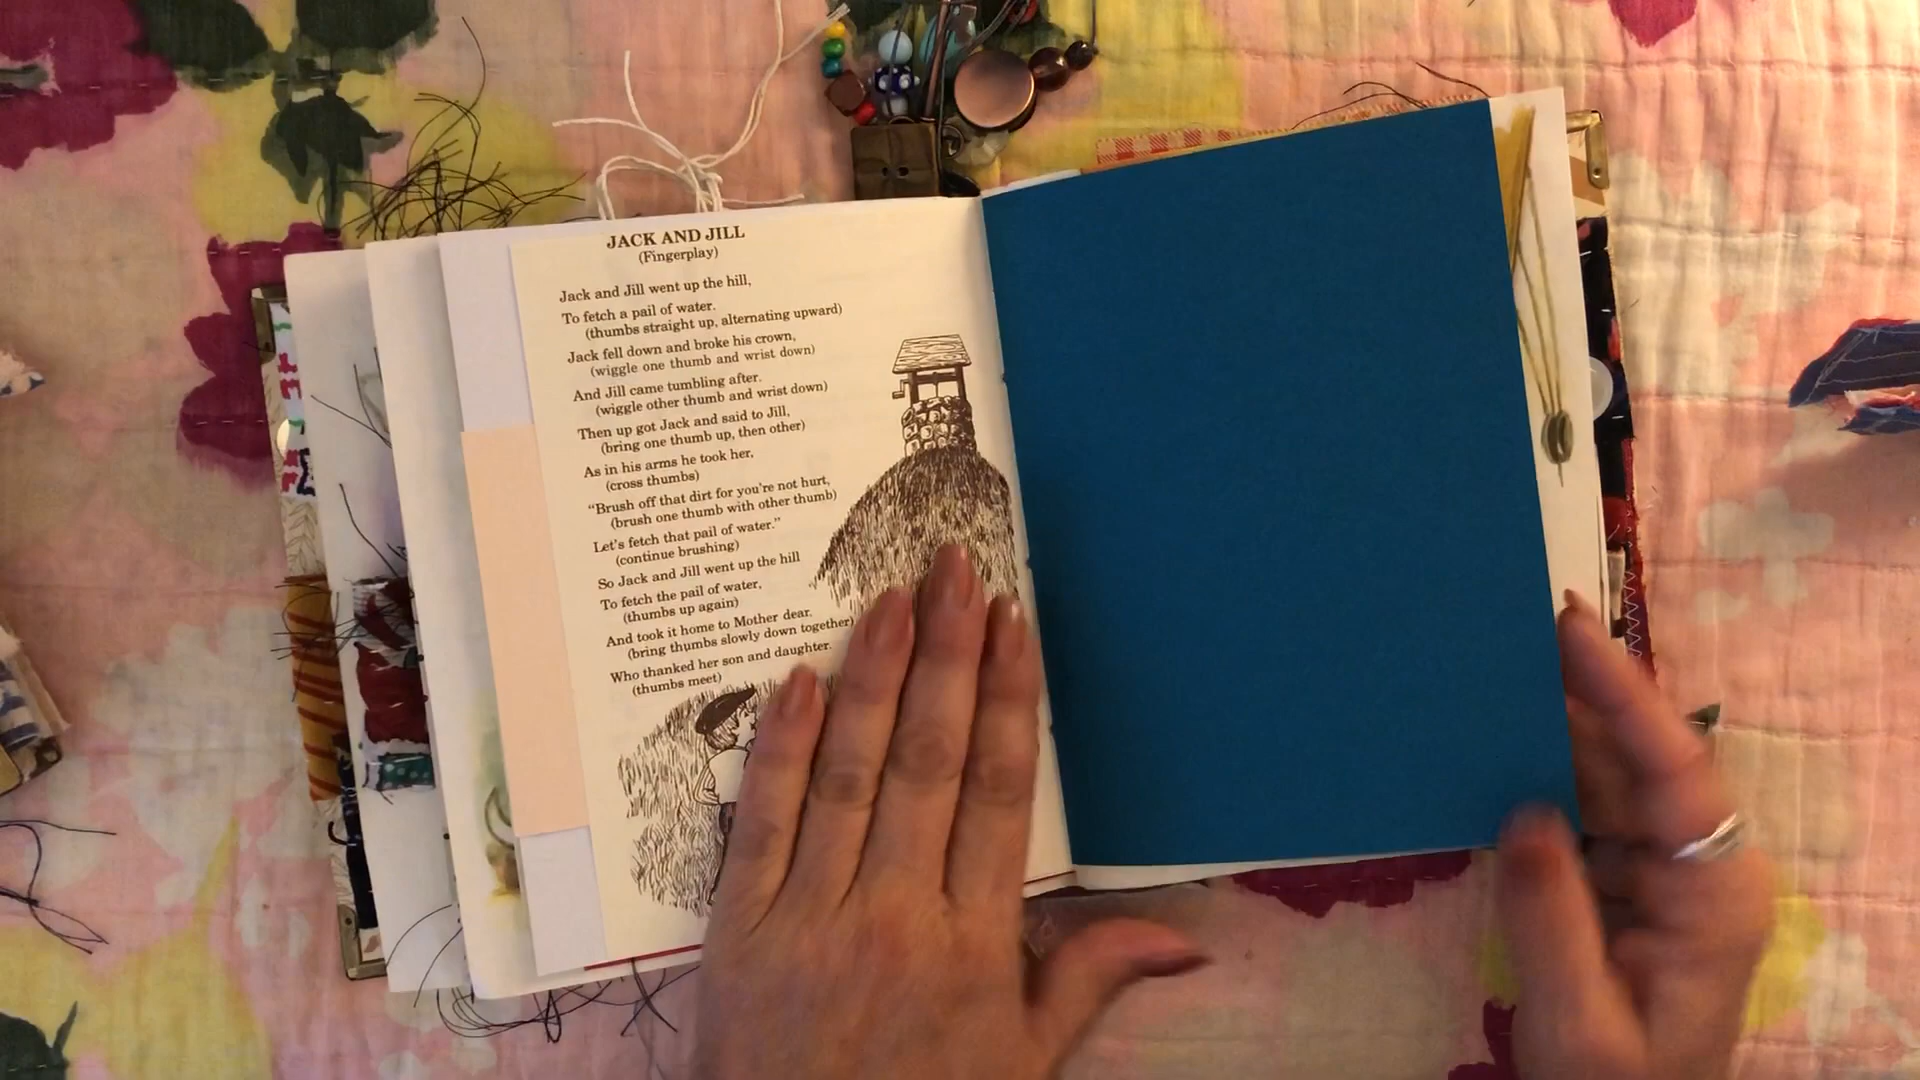 JACK AND JILL
(Fingerplay)
Jack and Jill went up the hill,
To fetch a pail of water.
(thumbs straight up, alternating upward)
Jack fell down and broke his crown,
(wiggle one thumb and wrist down)
And Jill came tumbling after.
(wiggle other thumb and wrist down)
Then up got Jack and said to Jill,
(bring one thumb up, then other)
As in his arms he took her,
(cross thumbs)
“Brush off that dirt for you're not hurt,
(brush one thumb with other thumb)
Let's fetch that pail of water.”
(continue brushing)
So Jack and Jill went up the hill
To fetch the pail of water,
(thumbs up again)
And took it home to Mother dear.
(bring thumbs slowly down together)
Who thanked her son and daughter.
(thumbs meet)